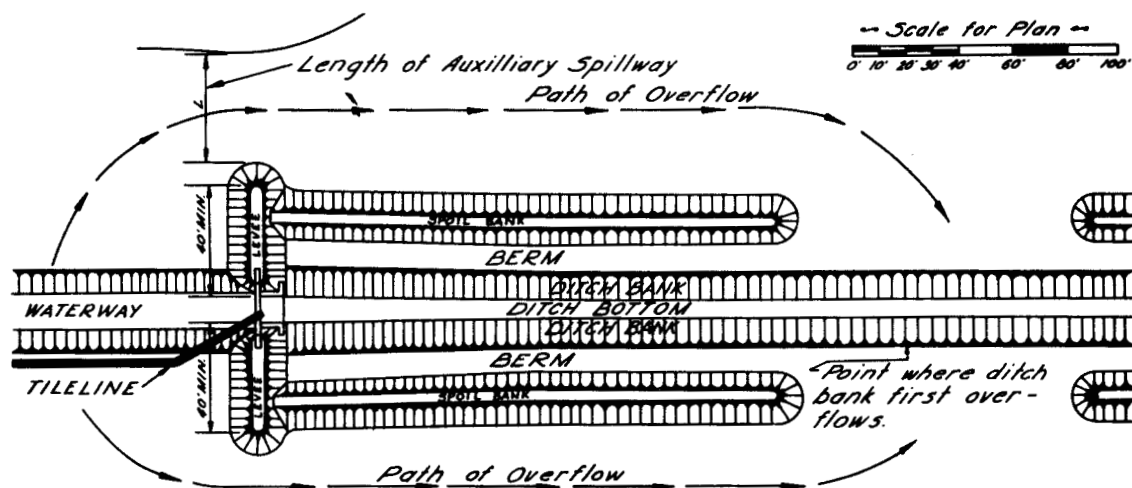 Scale for Plan
0' 10' 20' 30' 40' 60' 80' 100'
Length of Auxilliary Spillway
Path of Overflow
L
40' MIN.
LEVEE
SPOIL BANK
BERM
DITCH BANK
WATERWAY
DITCH BOTTOM
DITCH BANK
BERM
TILELINE
40' MIN.
LEVEE
SPOIL BANK
Point where ditch
bank first over-
flows.
Path of Overflow